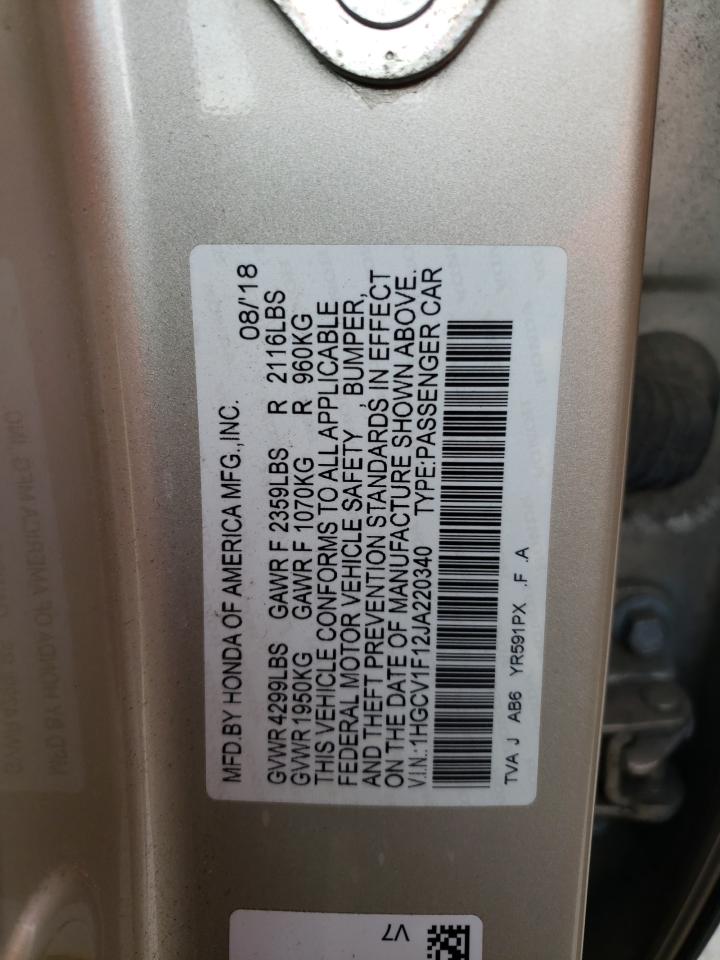 MFD.BY HONDA OF AMERICA MFG.,INC. 08/'18
GVWR 4299LBS GAWR F 2359LBS R 2116LBS
GVWR 1950KG GAWR F 1070KG R 960KG
THIS VEHICLE CONFORMS TO ALL APPLICABLE
FEDERAL MOTOR VEHICLE SAFETY , BUMPER,
AND THEFT PREVENTION STANDARDS IN EFFECT
ON THE DATE OF MANUFACTURE SHOWN ABOVE.
V.I.N.:1HGCV1F12JA220340 TYPE:PASSENGER CAR
TVA J AB6 YR591PX .F .A
V7